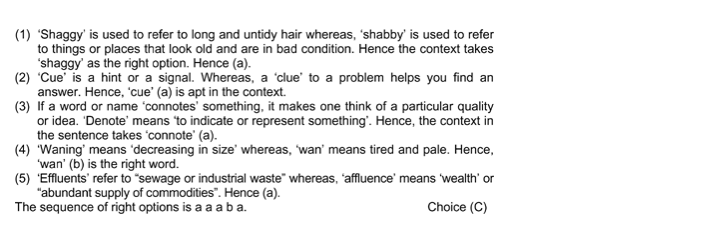 (1) 'Shaggy' is used to refer to long and untidy hair whereas, 'shabby' is used to refer
to things or places that look old and are in bad condition. Hence the context takes
'shaggy' as the right option. Hence (a).
(2) 'Cue' is a hint or a signal. Whereas, a 'clue' to a problem helps you find an
answer. Hence, 'cue' (a) is apt in the context.
(3) If a word or name 'connotes' something, it makes one think of a particular quality
or idea. 'Denote' means 'to indicate or represent something'. Hence, the context in
the sentence takes 'connote' (a).
(4) 'Waning' means 'decreasing in size' whereas, 'wan' means tired and pale. Hence,
'wan' (b) is the right word.
(5) 'Effluents' refer to "sewage or industrial waste" whereas, 'affluence' means 'wealth' or
"abundant supply of commodities". Hence (a).
The sequence of right options is a a a b a. Choice (C)